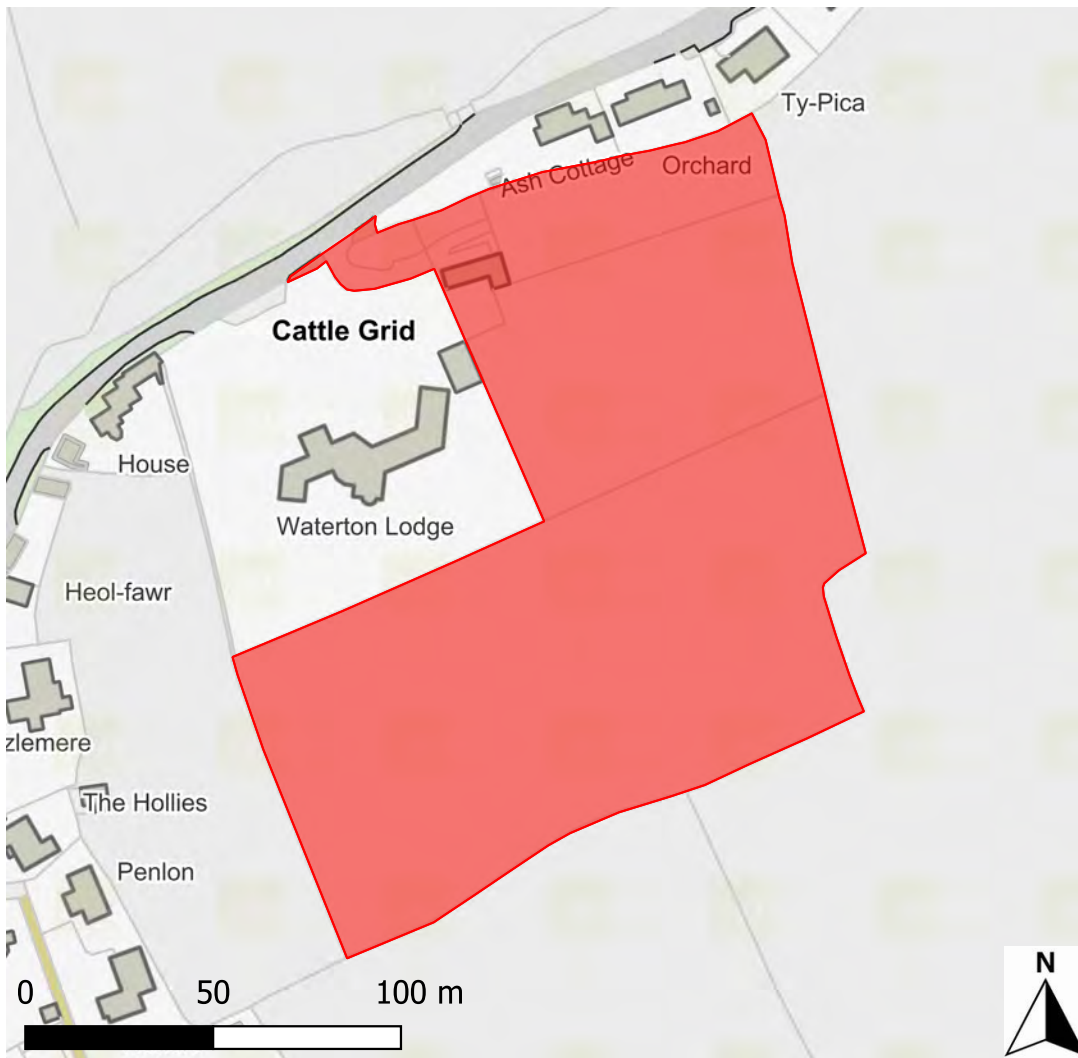 Ty-Pica
Ash Cottage
Orchard
Cattle Grid
House
Waterton Lodge
Heol-fawr
zlemere
The Hollies
Penlon
0 50 100 m
N